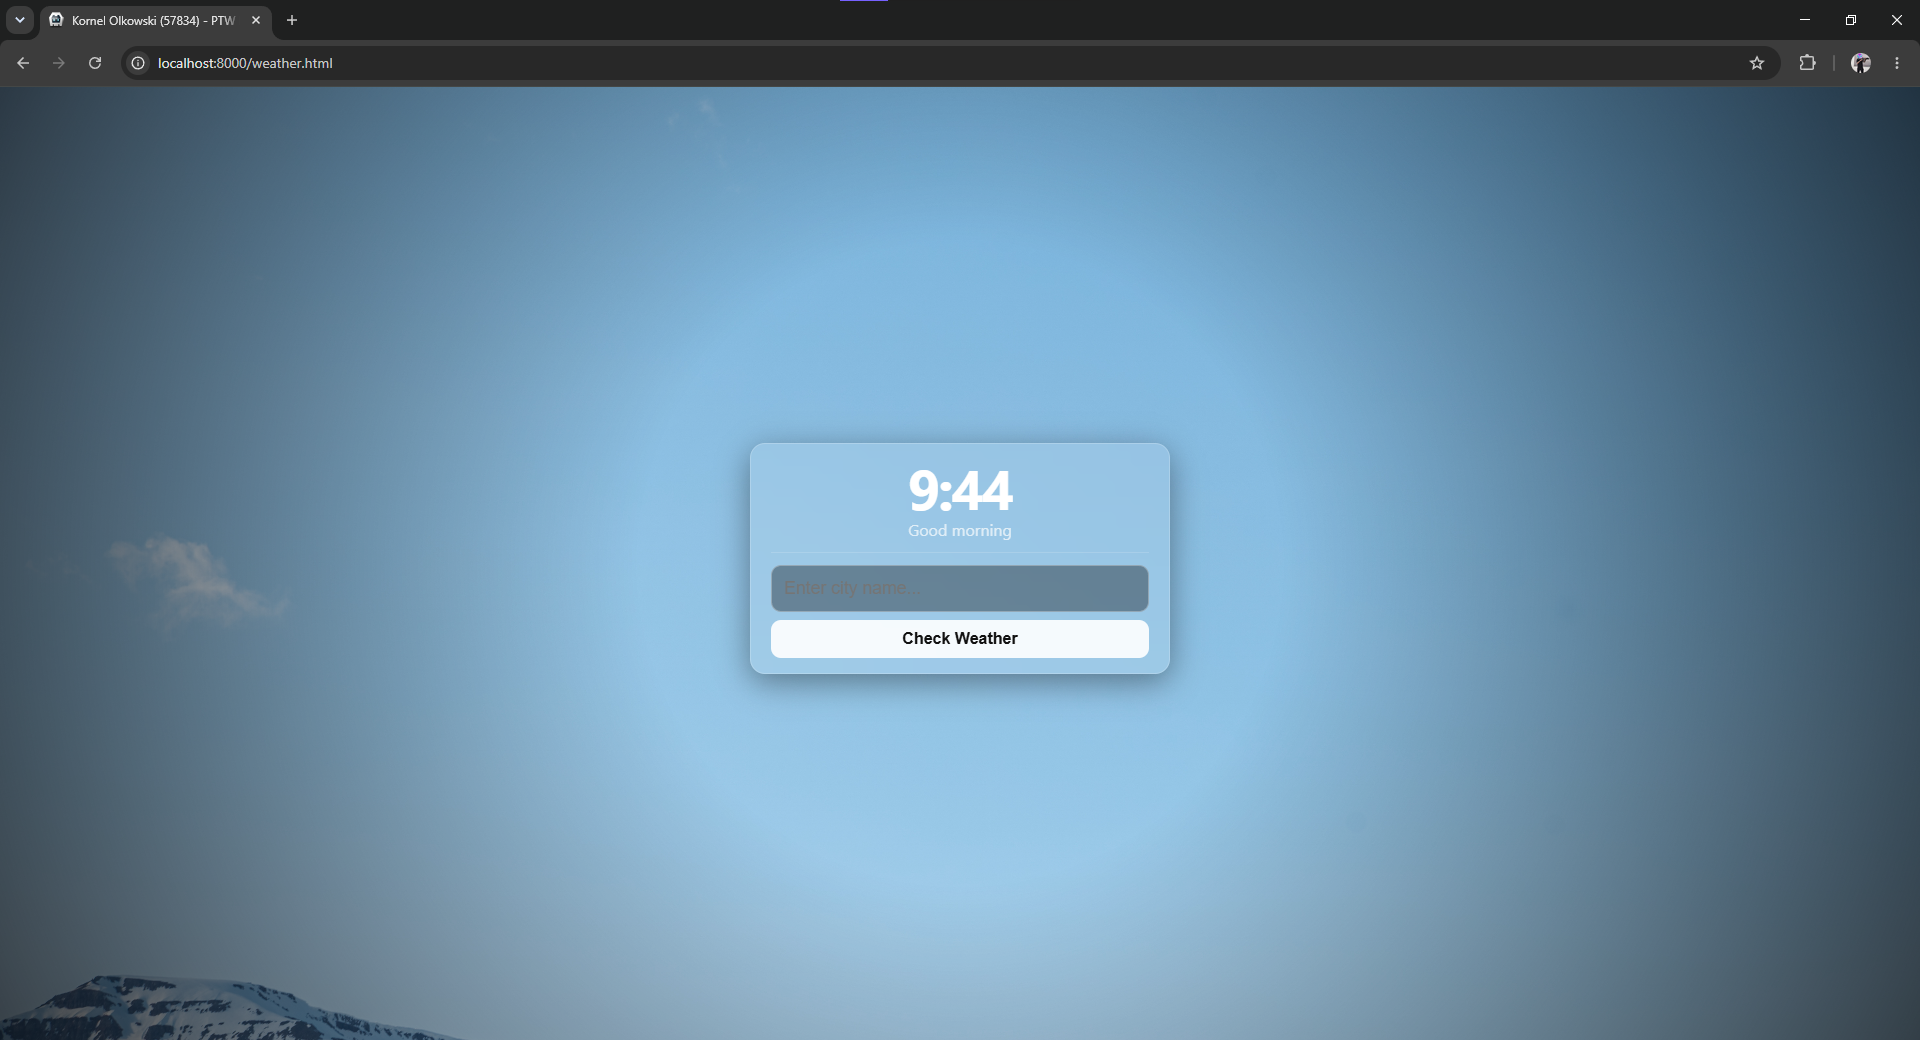 Kornel Olkowski (57834) - PTW
localhost:8000/weather.html
9:44
Good morning
Enter city name...
Check Weather